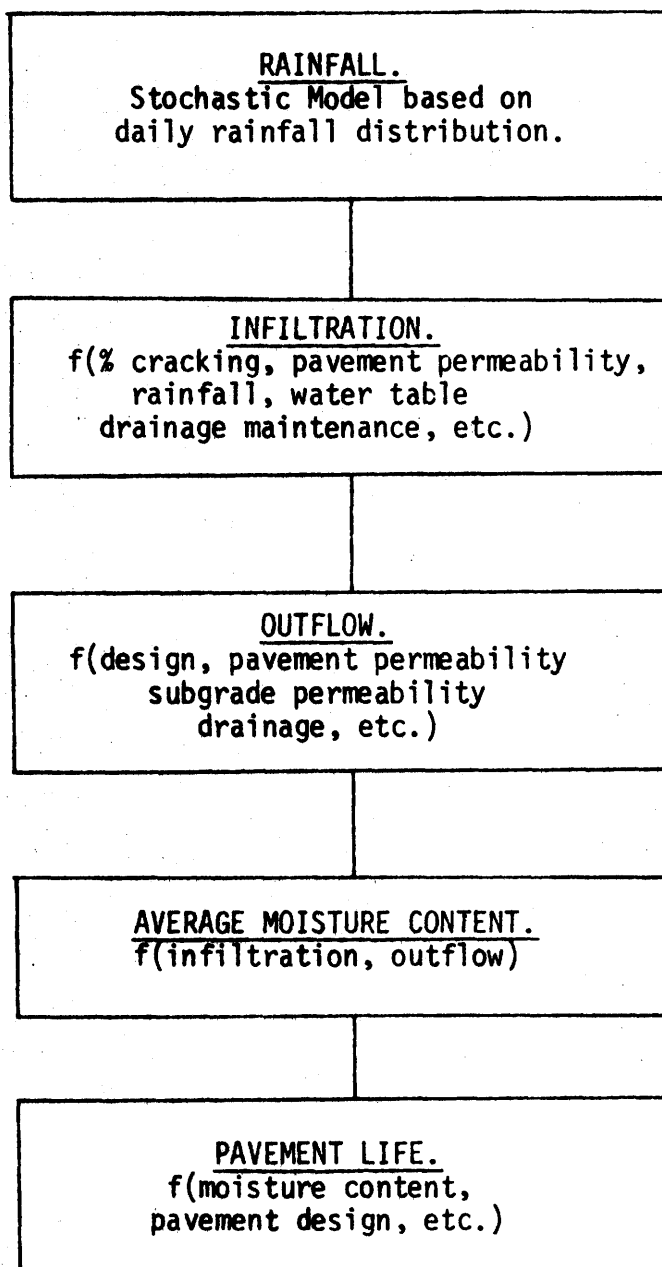 RAINFALL.
Stochastic Model based on
daily rainfall distribution.
INFILTRATION.
f(% cracking, pavement permeability,
rainfall, water table
drainage maintenance, etc.)
OUTFLOW.
f(design, pavement permeability
subgrade permeability
drainage, etc.)
AVERAGE MOISTURE CONTENT.
f(infiltration, outflow)
PAVEMENT LIFE.
f(moisture content,
pavement design, etc.)